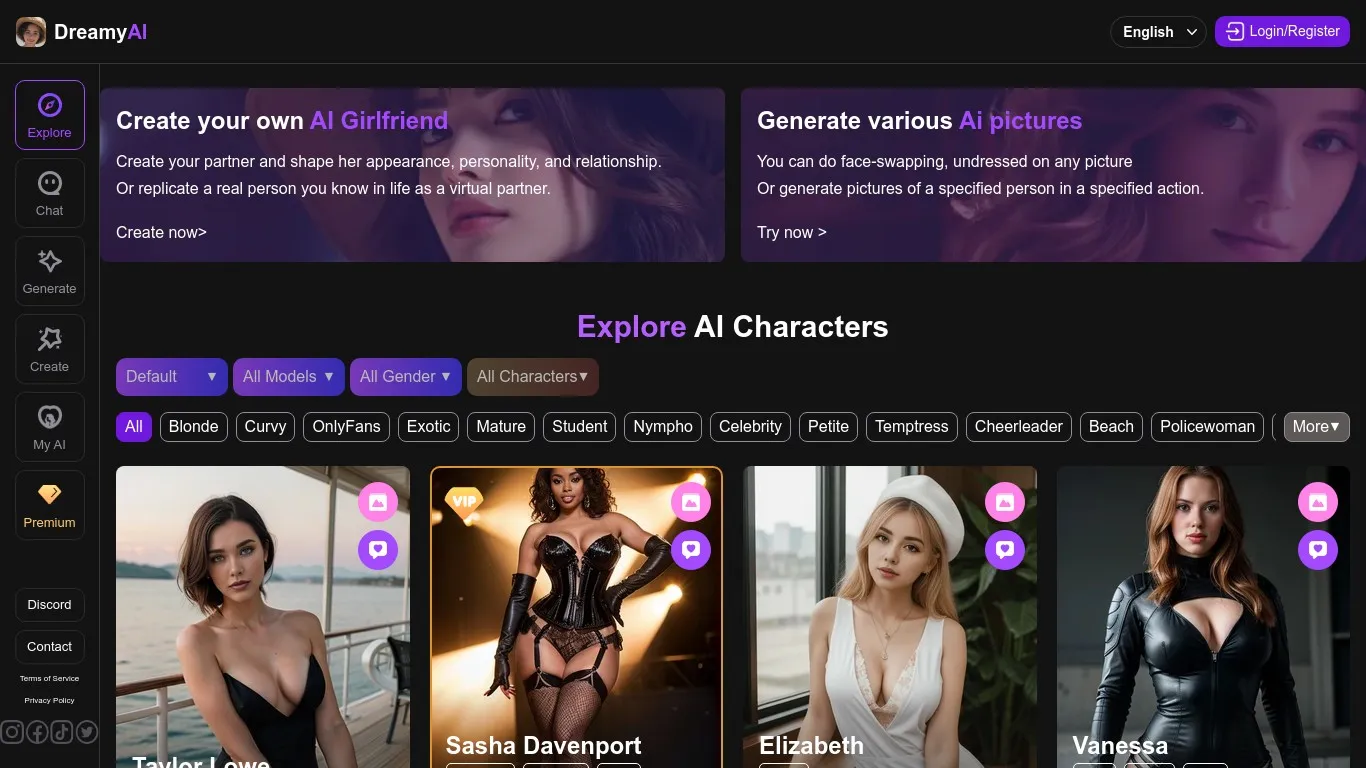 DreamyAI
English
Login/Register
Explore
Chat
Generate
Create
My AI
Premium
Discord
Contact
Terms of Service
Privacy Policy
Create your own AI Girlfriend
Create your partner and shape her appearance, personality, and relationship.
Or replicate a real person you know in life as a virtual partner.
Create now>
Generate various Ai pictures
You can do face-swapping, undressed on any picture
Or generate pictures of a specified person in a specified action.
Try now >
Explore AI Characters
Default ▼ All Models ▼ All Gender ▼ All Characters▼
All Blonde Curvy OnlyFans Exotic Mature Student Nympho Celebrity Petite Temptress Cheerleader Beach Policewoman More▼
VIP
Taylor Lowe
Sasha Davenport
Elizabeth
Vanessa